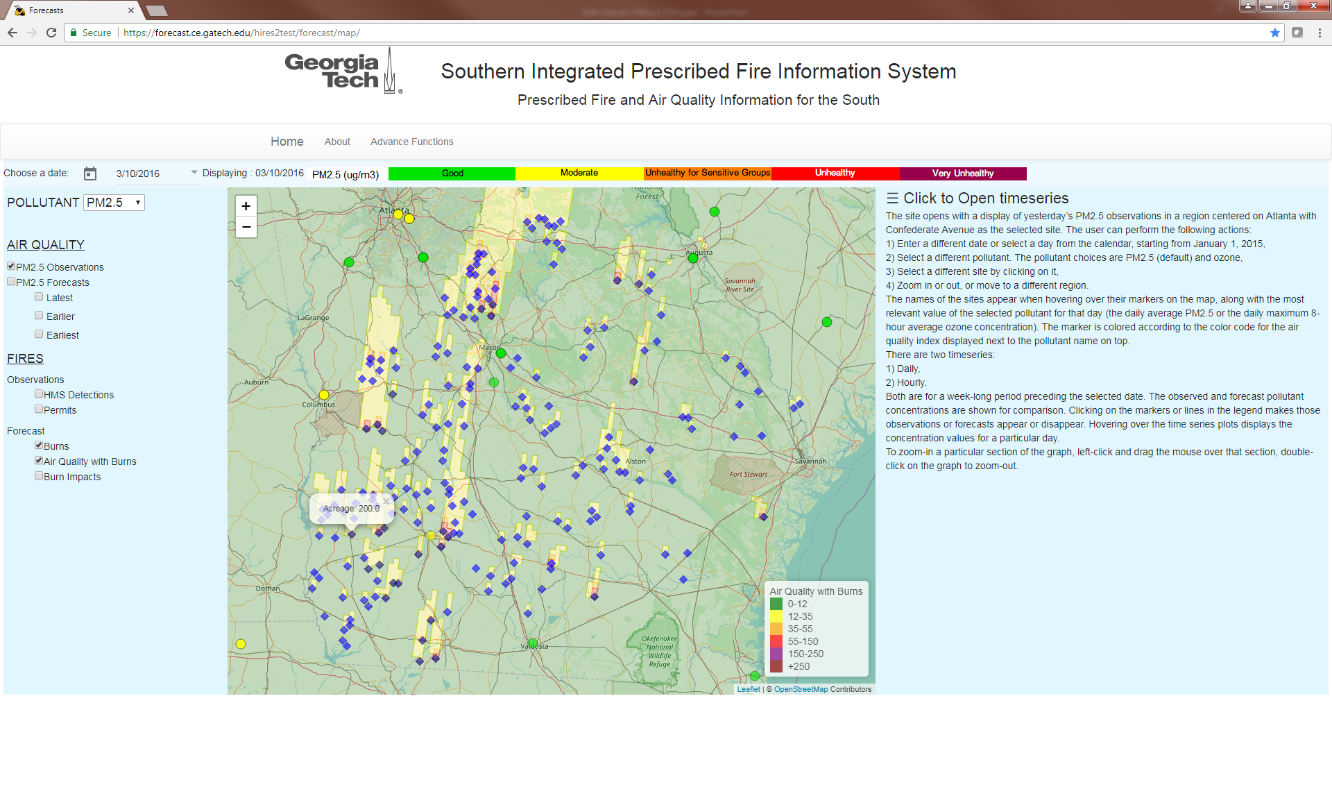 Forecasts
Secure
https://forecast.ce.gatech.edu/hires2test/forecast/map/
Georgia
Tech
Southern Integrated Prescribed Fire Information System
Prescribed Fire and Air Quality Information for the South
Home About Advance Functions
Choose a date: 3/10/2016 Displaying : 03/10/2016 PM2.5 (ug/m3) Good Moderate Unhealthy for Sensitive Groups Unhealthy Very Unhealthy
POLLUTANT PM2.5
AIR QUALITY
PM2.5 Observations
PM2.5 Forecasts
Latest
Earlier
Earliest
FIRES
Observations
HMS Detections
Permits
Forecast
Burns
Air Quality with Burns
Burn Impacts
+
−
Atlanta
Forest
Augusta
Savannah
River Site
LaGrange
Macon
Auburn
Columbus
Alston
Savannah
Fort Stewart
Acreage: 200.0
Dothan
Valdosta
Okefenokee
National
Wildlife
Refuge
Air Quality with Burns
0-12
12-35
35-55
55-150
150-250
+250
Leaflet | © OpenStreetMap Contributors
☰ Click to Open timeseries
The site opens with a display of yesterday's PM2.5 observations in a region centered on Atlanta with
Confederate Avenue as the selected site. The user can perform the following actions:
1) Enter a different date or select a day from the calendar, starting from January 1, 2015,
2) Select a different pollutant. The pollutant choices are PM2.5 (default) and ozone,
3) Select a different site by clicking on it,
4) Zoom in or out, or move to a different region.
The names of the sites appear when hovering over their markers on the map, along with the most
relevant value of the selected pollutant for that day (the daily average PM2.5 or the daily maximum 8-
hour average ozone concentration). The marker is colored according to the color code for the air
quality index displayed next to the pollutant name on top.
There are two timeseries:
1) Daily,
2) Hourly.
Both are for a week-long period preceding the selected date. The observed and forecast pollutant
concentrations are shown for comparison. Clicking on the markers or lines in the legend makes those
observations or forecasts appear or disappear. Hovering over the time series plots displays the
concentration values for a particular day.
To zoom-in a particular section of the graph, left-click and drag the mouse over that section, double-
click on the graph to zoom-out.